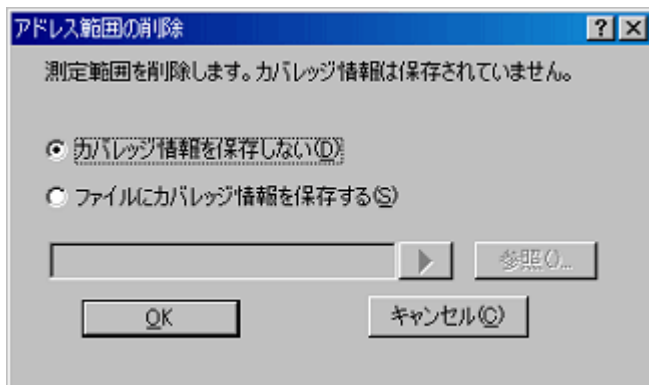 アドレス範囲の削除
測定範囲を削除します。カバレッジ情報は保存されていません。
カバレッジ情報を保存しない(D)
ファイルにカバレッジ情報を保存する(S)
参照()...
OK
キャンセル(C)